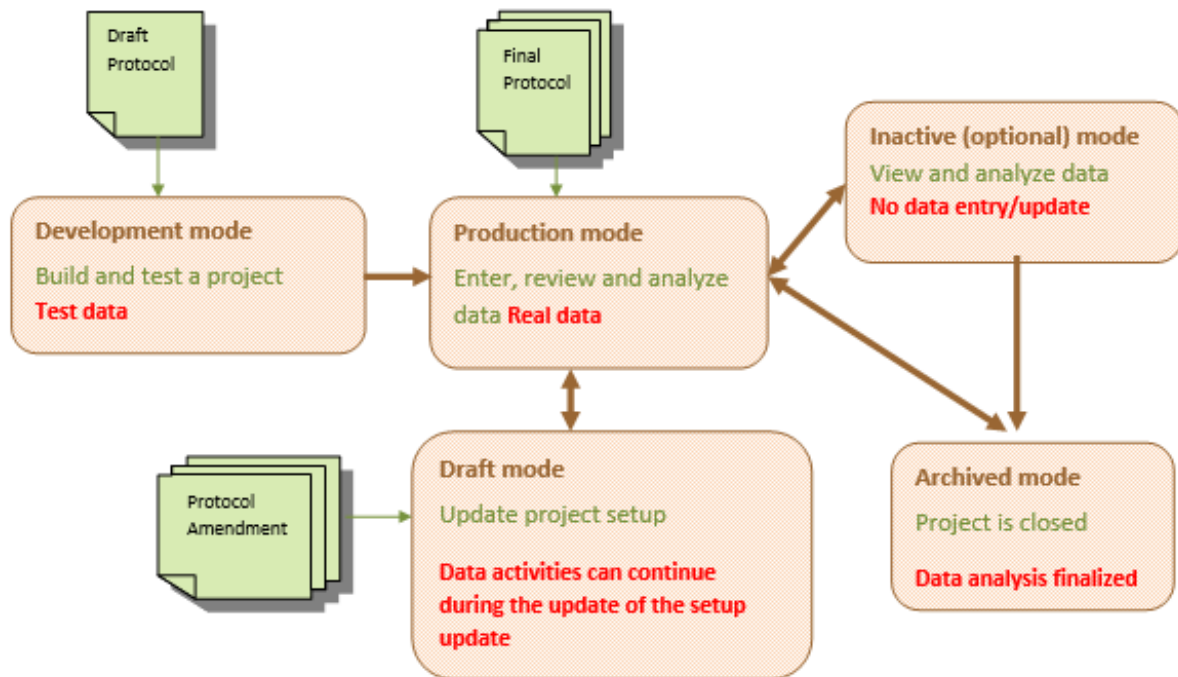 Draft
Protocol
Final
Protocol
Development mode
Build and test a project
Test data
Production mode
Enter, review and analyze
data Real data
Inactive (optional) mode
View and analyze data
No data entry/update
Protocol
Amendment
Draft mode
Update project setup
Data activities can continue
during the update of the setup
update
Archived mode
Project is closed
Data analysis finalized